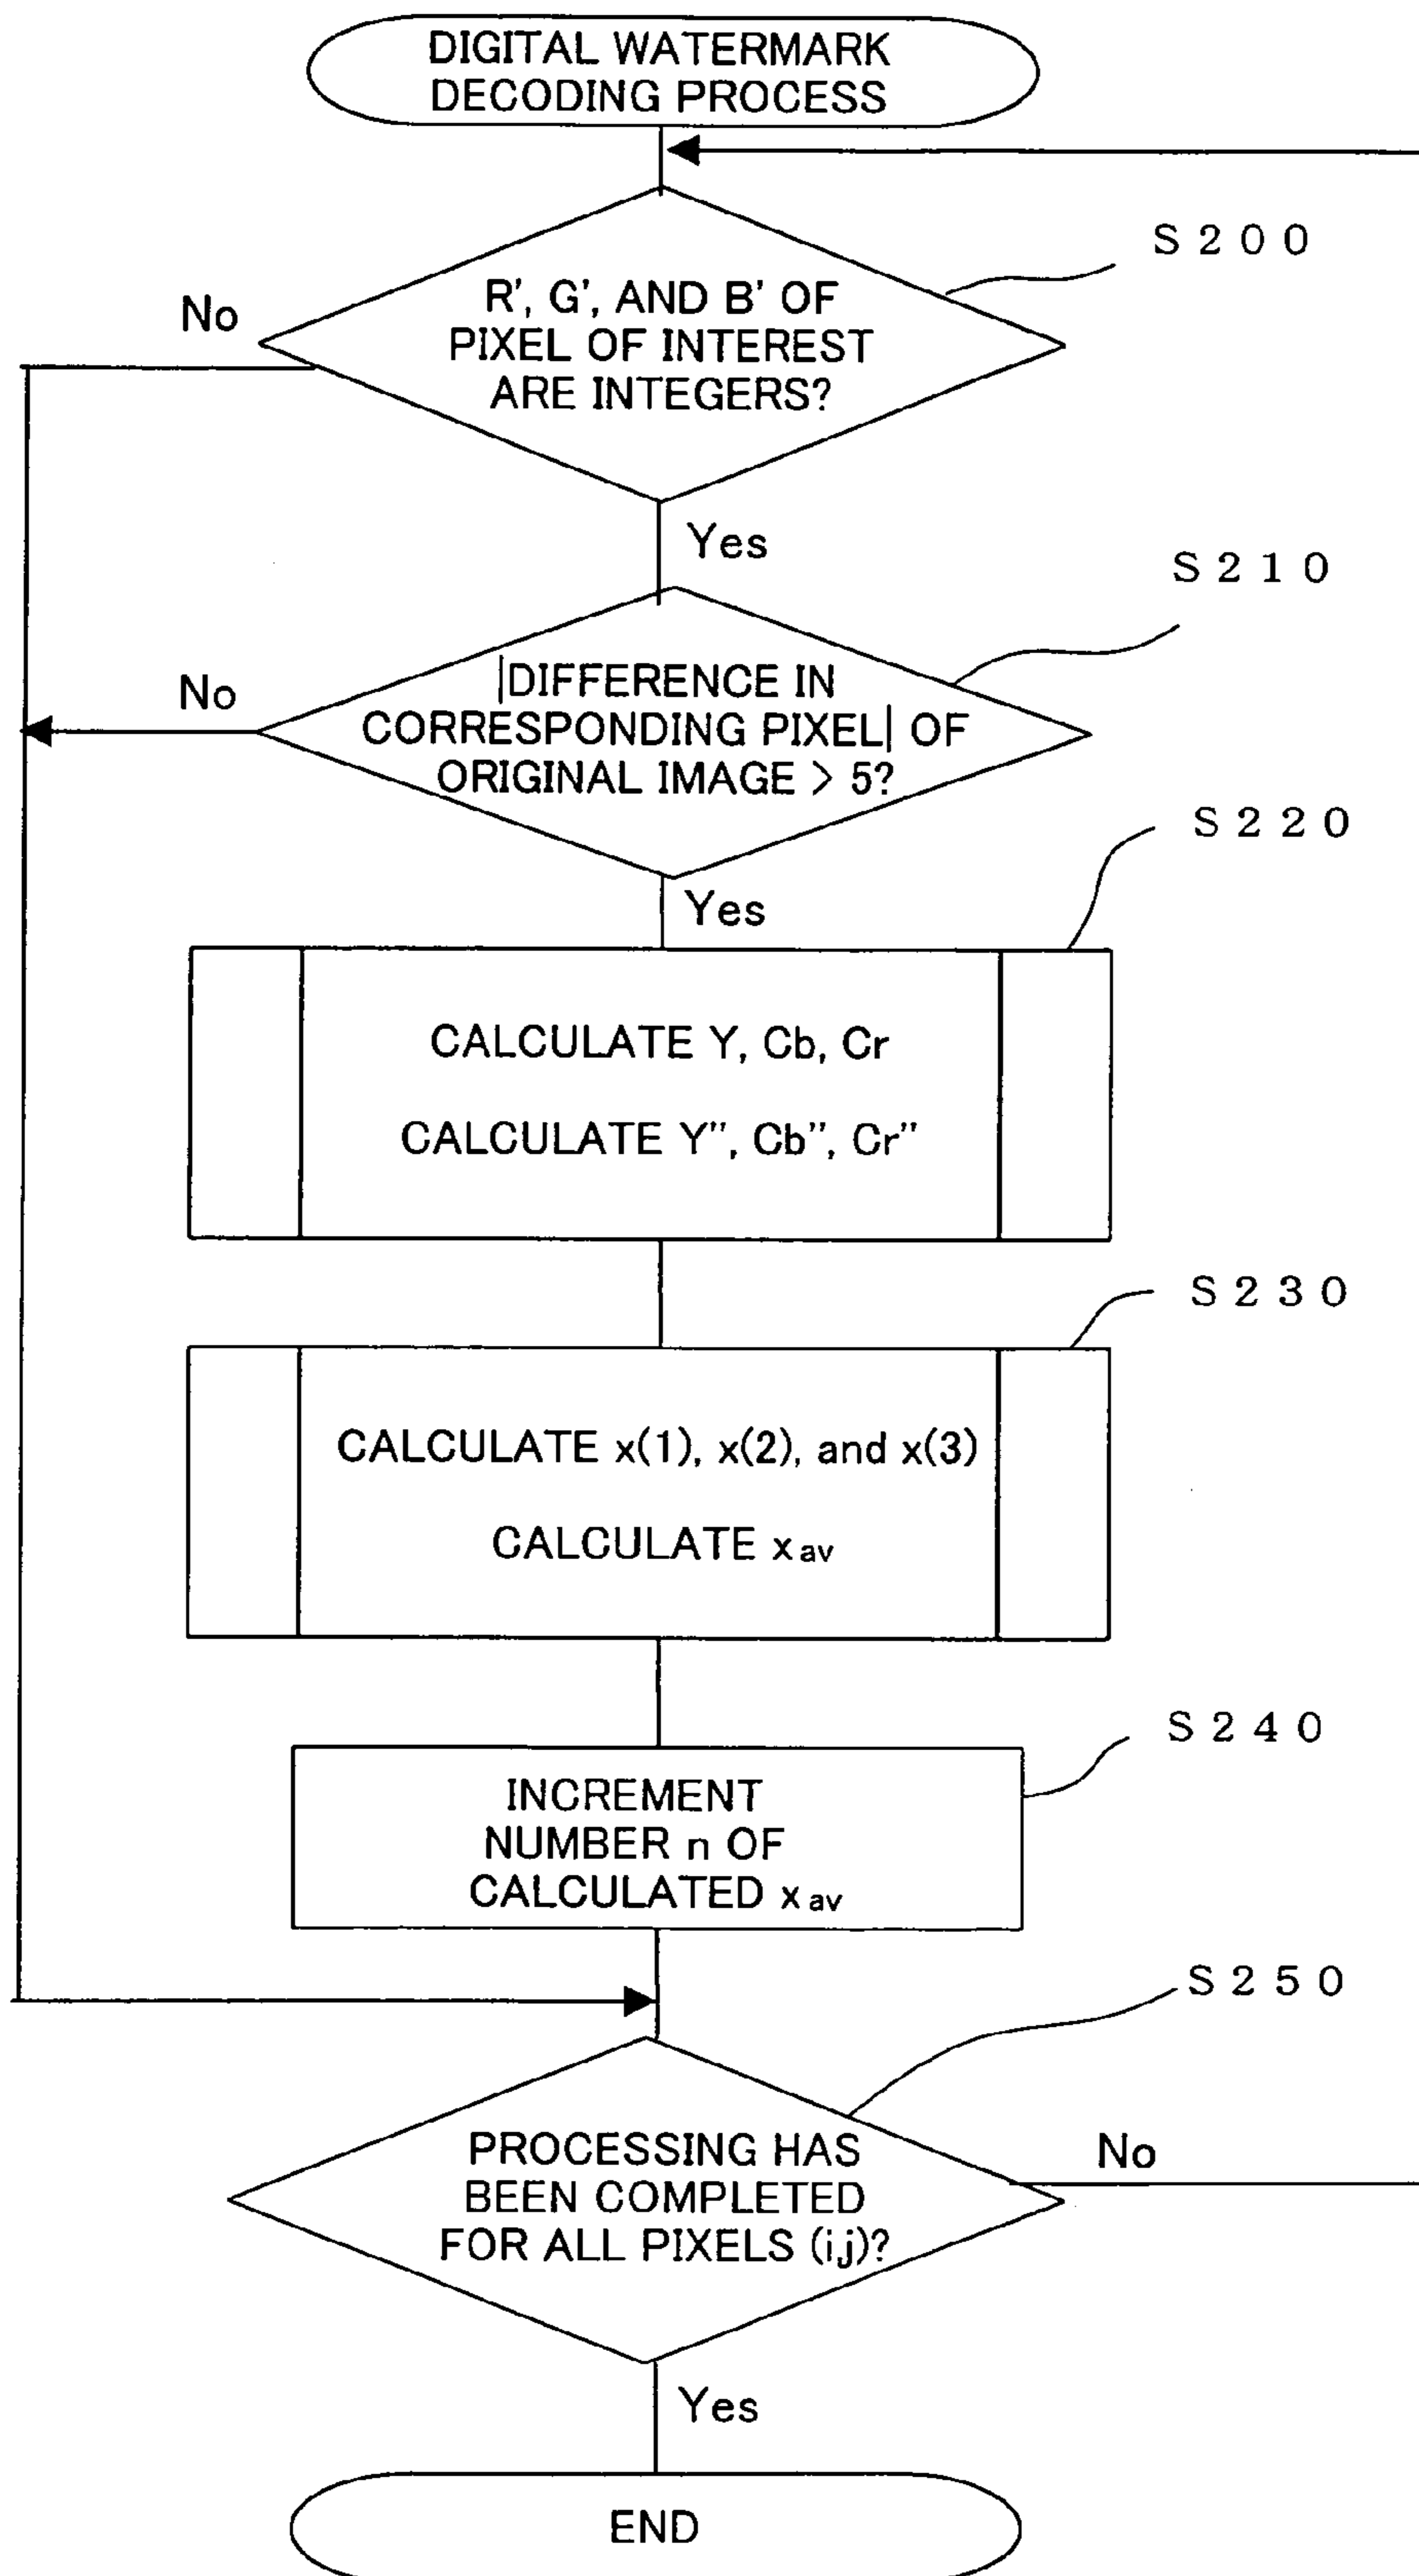 DIGITAL WATERMARK
DECODING PROCESS
S200
No
R', G', AND B' OF
PIXEL OF INTEREST
ARE INTEGERS?
Yes
S210
No
|DIFFERENCE IN
CORRESPONDING PIXEL| OF
ORIGINAL IMAGE > 5?
S220
Yes
CALCULATE Y, Cb, Cr
CALCULATE Y", Cb", Cr"
S230
CALCULATE x(1), x(2), and x(3)
CALCULATE xav
S240
INCREMENT
NUMBER n OF
CALCULATED xav
S250
PROCESSING HAS
BEEN COMPLETED
FOR ALL PIXELS (i,j)?
No
Yes
END